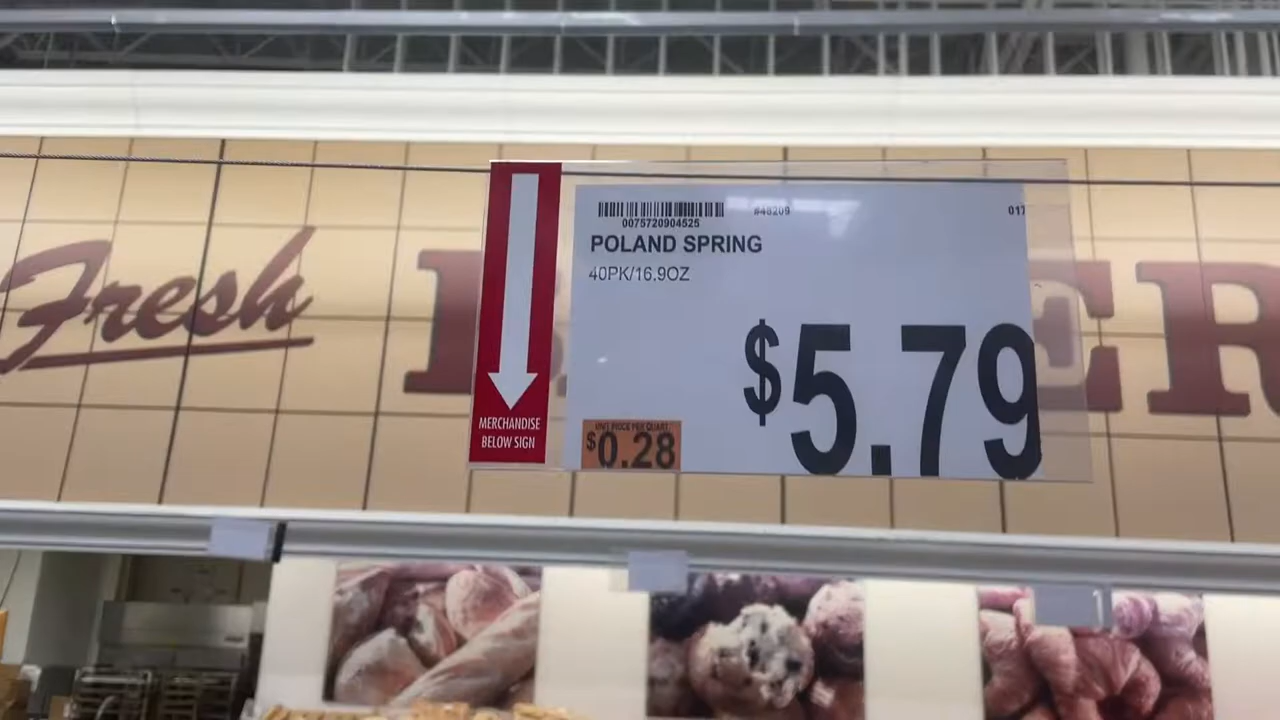 Fresh
MERCHANDISE
BELOW SIGN
0075720904525
#48209
017
POLAND SPRING
40PK/16.9OZ
$5.79
UNIT PRICE PER QUART
$0.28